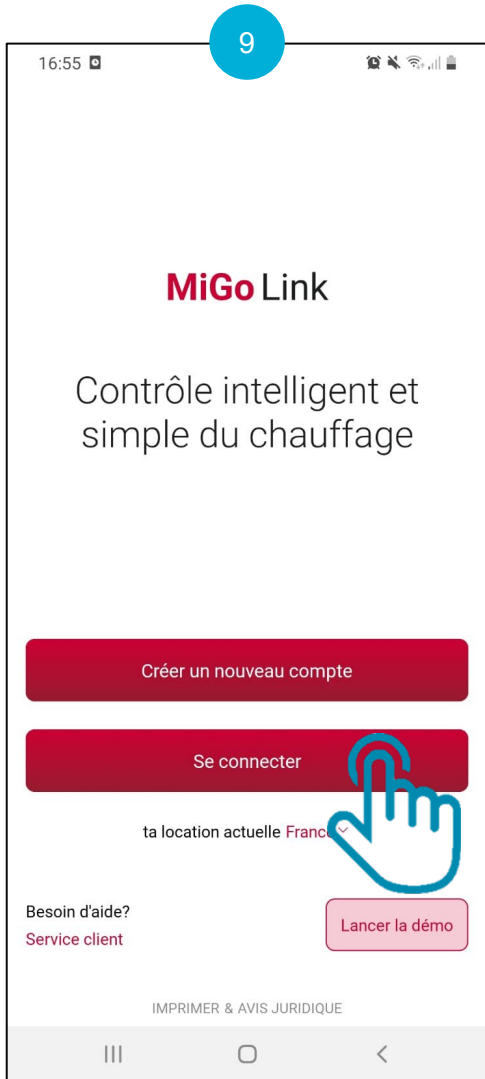 9
16:55
MiGo Link
Contrôle intelligent et
simple du chauffage
Créer un nouveau compte
Se connecter
ta location actuelle France
Besoin d'aide?
Service client
Lancer la démo
IMPRIMER & AVIS JURIDIQUE